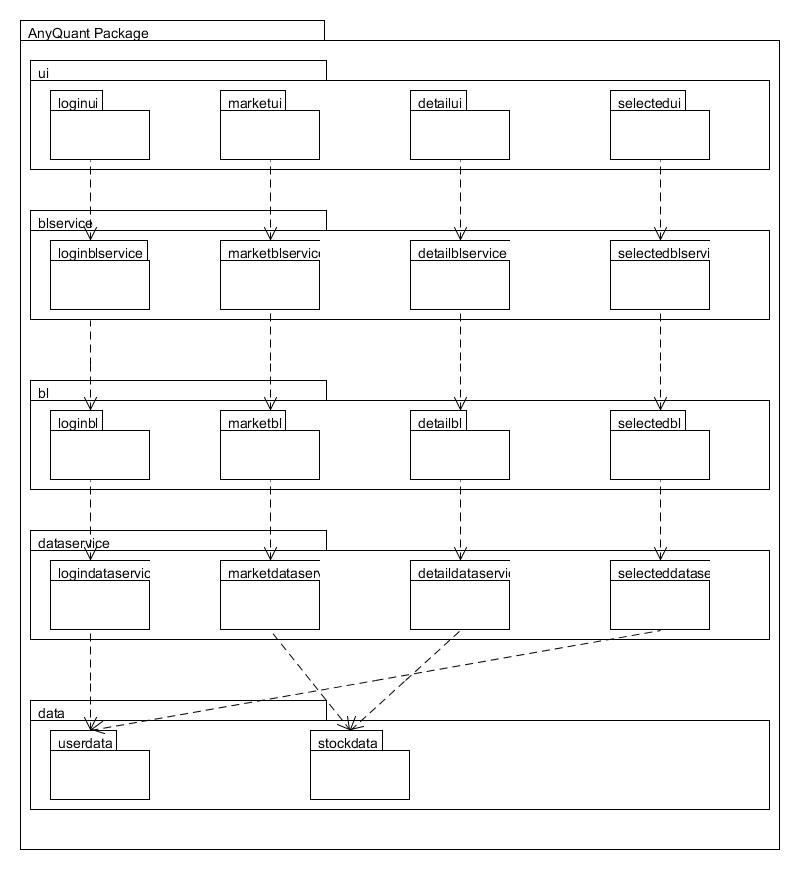 AnyQuant Package
ui
loginui
marketui
detailui
selectedui
blservice
loginblservice
marketblservic
detailblservice
selectedblservi
bl
loginbl
marketbl
detailbl
selectedbl
dataservice
logindataservic
marketdataserv
detaildataservic
selecteddatase
data
userdata
stockdata